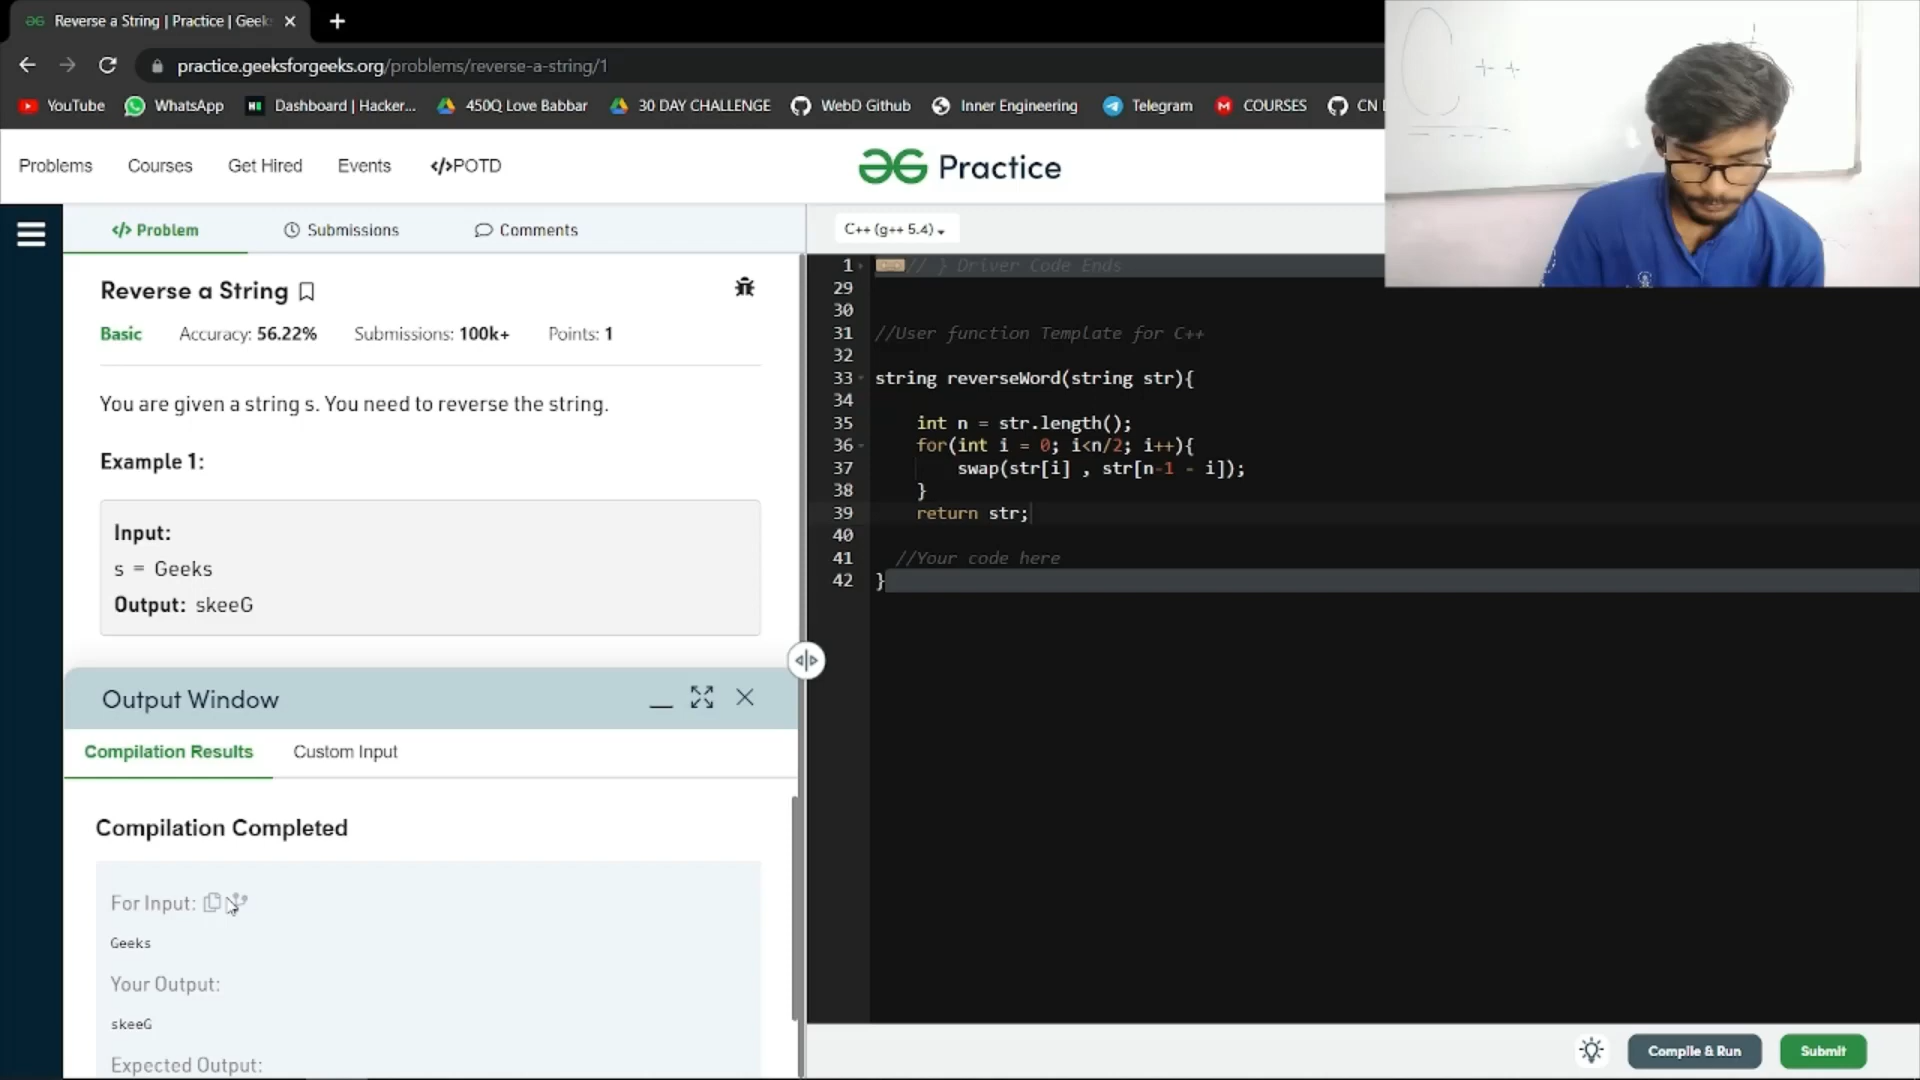 Reverse a String | Practice | Geek
practice.geeksforgeeks.org/problems/reverse-a-string/1
YouTube WhatsApp Dashboard | Hacker... 450Q Love Babbar 30 DAY CHALLENGE WebD Github Inner Engineering Telegram COURSES CN
C++
Problems Courses Get Hired Events </>POTD
Practice
</> Problem Submissions Comments
C++ (g++ 5.4)
Reverse a String
Basic Accuracy: 56.22% Submissions: 100k+ Points: 1
You are given a string s. You need to reverse the string.
Example 1:
Input:
s = Geeks
Output: skeeG
Output Window
Compilation Results Custom Input
Compilation Completed
For Input:
Geeks
Your Output:
skeeG
Expected Output:
1 // } Driver Code Ends
29
30
31 //User function Template for C++
32
33 string reverseWord(string str){
34
35 int n = str.length();
36 for(int i = 0; i<n/2; i++){
37 swap(str[i] , str[n-1 - i]);
38 }
39 return str;
40
41 //Your code here
42 }
Compile & Run Submit